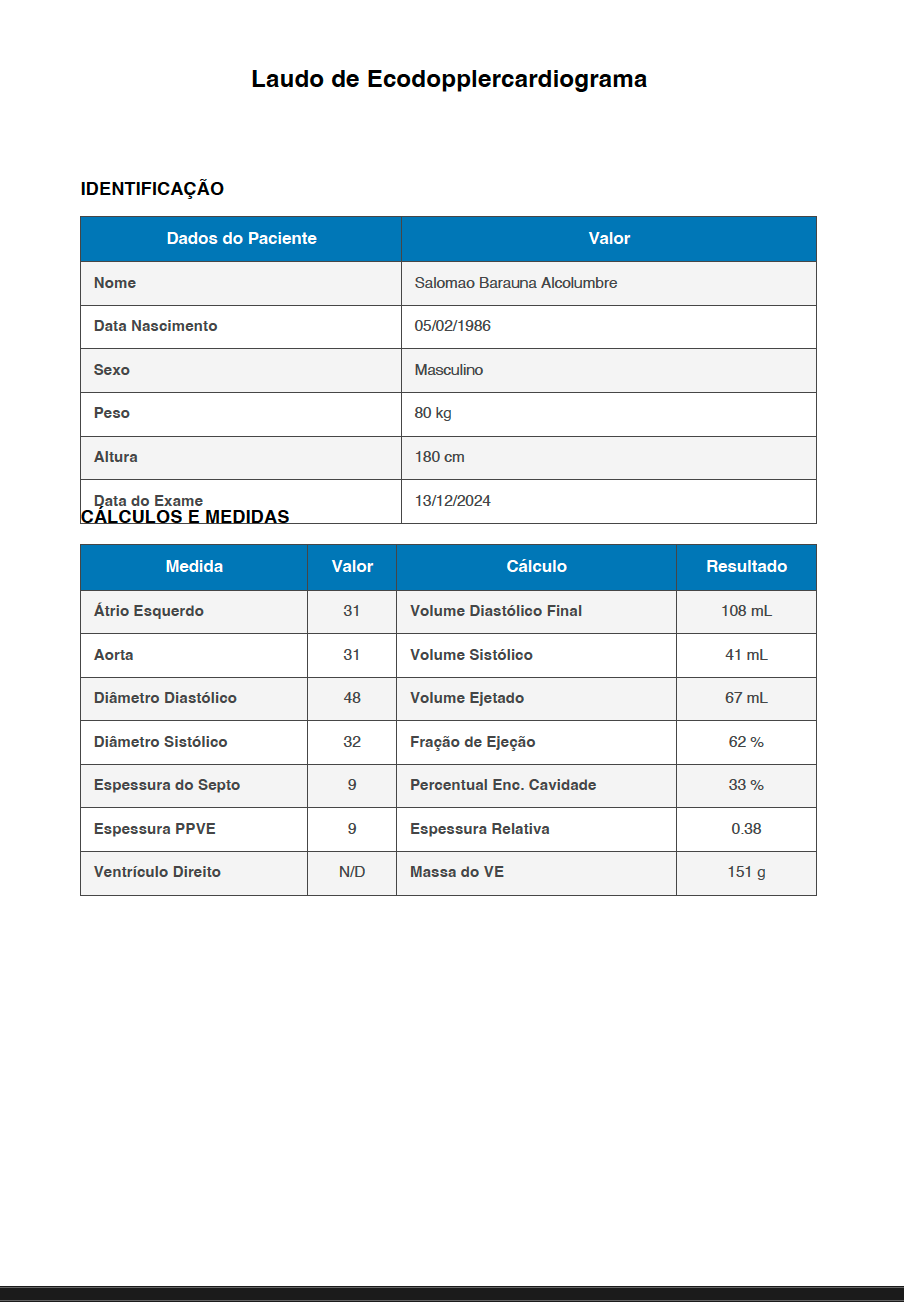 Laudo de Ecodopplercardiograma
IDENTIFICAÇÃO
Dados do Paciente Valor
Nome Salomao Barauna Alcolumbre
Data Nascimento 05/02/1986
Sexo Masculino
Peso 80 kg
Altura 180 cm
Data do Exame 13/12/2024
CÁLCULOS E MEDIDAS
Medida Valor Cálculo Resultado
Átrio Esquerdo 31 Volume Diastólico Final 108 mL
Aorta 31 Volume Sistólico 41 mL
Diâmetro Diastólico 48 Volume Ejetado 67 mL
Diâmetro Sistólico 32 Fração de Ejeção 62 %
Espessura do Septo 9 Percentual Enc. Cavidade 33 %
Espessura PPVE 9 Espessura Relativa 0.38
Ventrículo Direito N/D Massa do VE 151 g